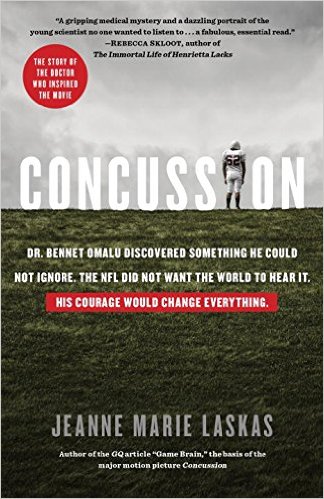 "A gripping medical mystery and a dazzling portrait of the
young scientist no one wanted to listen to . . . a fabulous, essential read."
—REBECCA SKLOOT, author of
The Immortal Life of Henrietta Lacks
THE STORY OF
THE DOCTOR
WHO INSPIRED
THE MOVIE
62
CONCUSSION
DR. BENNET OMALU DISCOVERED SOMETHING HE COULD
NOT IGNORE. THE NFL DID NOT WANT THE WORLD TO HEAR IT.
HIS COURAGE WOULD CHANGE EVERYTHING.
JEANNE MARIE LASKAS
Author of the GQ article "Game Brain," the basis of the
major motion picture Concussion